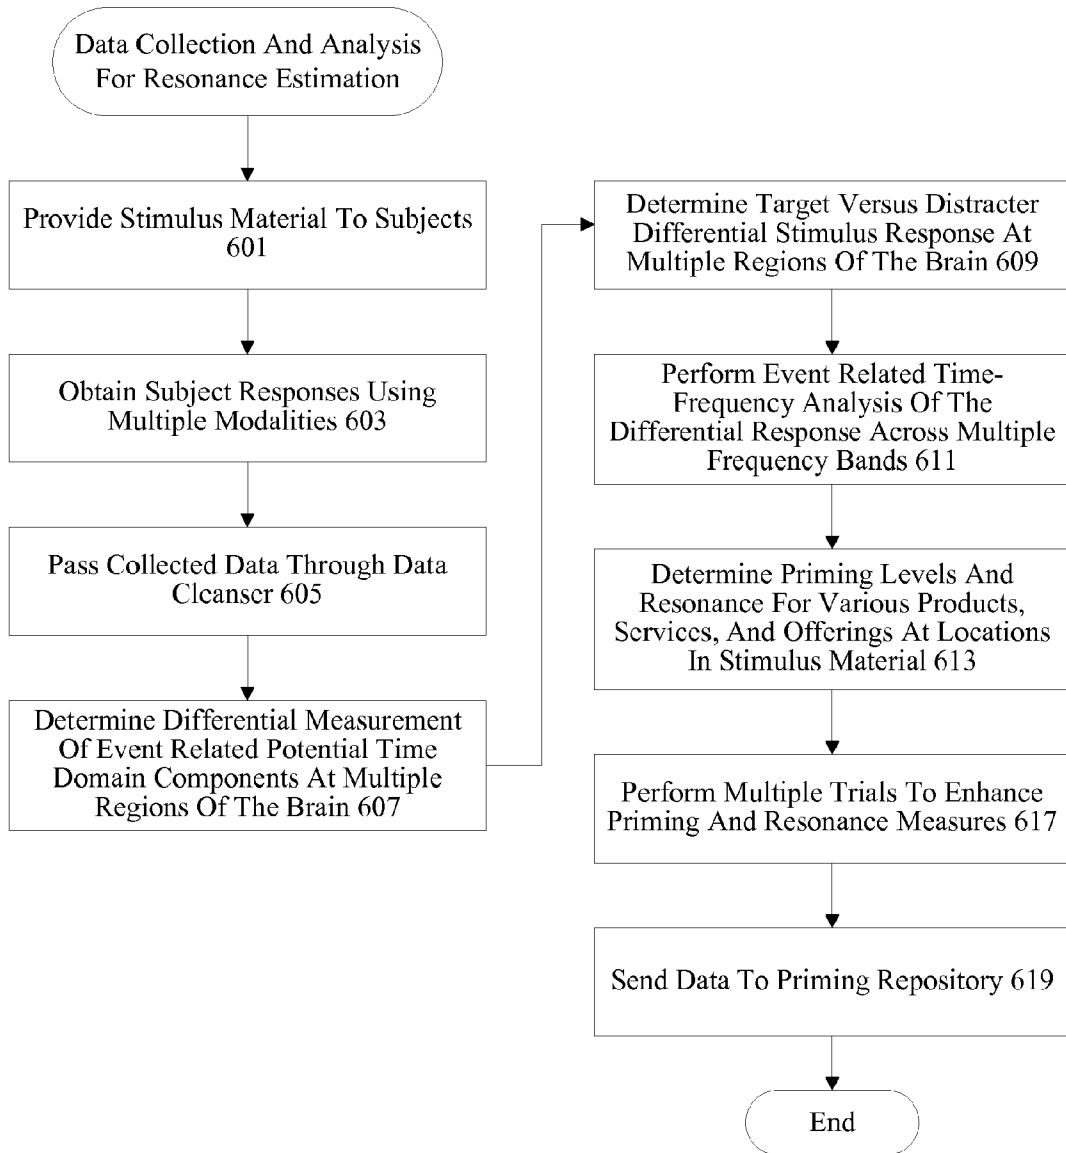 Data Collection And Analysis
For Resonance Estimation
Provide Stimulus Material To Subjects
601
Obtain Subject Responses Using
Multiple Modalities 603
Pass Collected Data Through Data
Cleanser 605
Determine Differential Measurement
Of Event Related Potential Time
Domain Components At Multiple
Regions Of The Brain 607
Determine Target Versus Distracter
Differential Stimulus Response At
Multiple Regions Of The Brain 609
Perform Event Related Time-
Frequency Analysis Of The
Differential Response Across Multiple
Frequency Bands 611
Determine Priming Levels And
Resonance For Various Products,
Services, And Offerings At Locations
In Stimulus Material 613
Perform Multiple Trials To Enhance
Priming And Resonance Measures 617
Send Data To Priming Repository 619
End